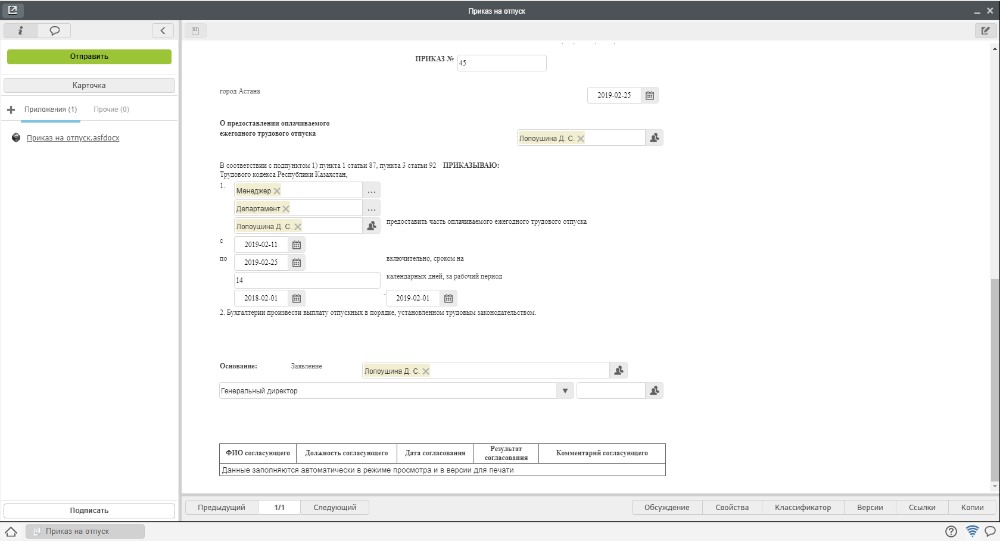 Приказ на отпуск
Отправить
Карточка
Приложения (1) Прочие (0)
Приказ на отпуск.asfdocx
Подписать
ПРИКАЗ № 45
город Астана 2019-02-25
О предоставлении оплачиваемого
ежегодного трудового отпуска
Лопоушина Д. С.
В соответствии с подпунктом 1) пункта 1 статьи 87, пункта 3 статьи 92 ПРИКАЗЫВАЮ:
Трудового кодекса Республики Казахстан,
1. Менеджер ...
Департамент ...
Лопоушина Д. С. предоставить часть оплачиваемого ежегодного трудового отпуска
с 2019-02-11
по 2019-02-25 включительно, сроком на
14 календарных дней, за рабочий период
2018-02-01 - 2019-02-01
2. Бухгалтерии произвести выплату отпускных в порядке, установленном трудовым законодательством.
Основание: Заявление Лопоушина Д. С.
Генеральный директор
ФИО согласующего Должность согласующего Дата согласования Результат согласования Комментарий согласующего
Данные заполняются автоматически в режиме просмотра и в версии для печати
Предыдущий 1/1 Следующий Обсуждение Свойства Классификатор Версии Ссылки Копии
Приказ на отпуск